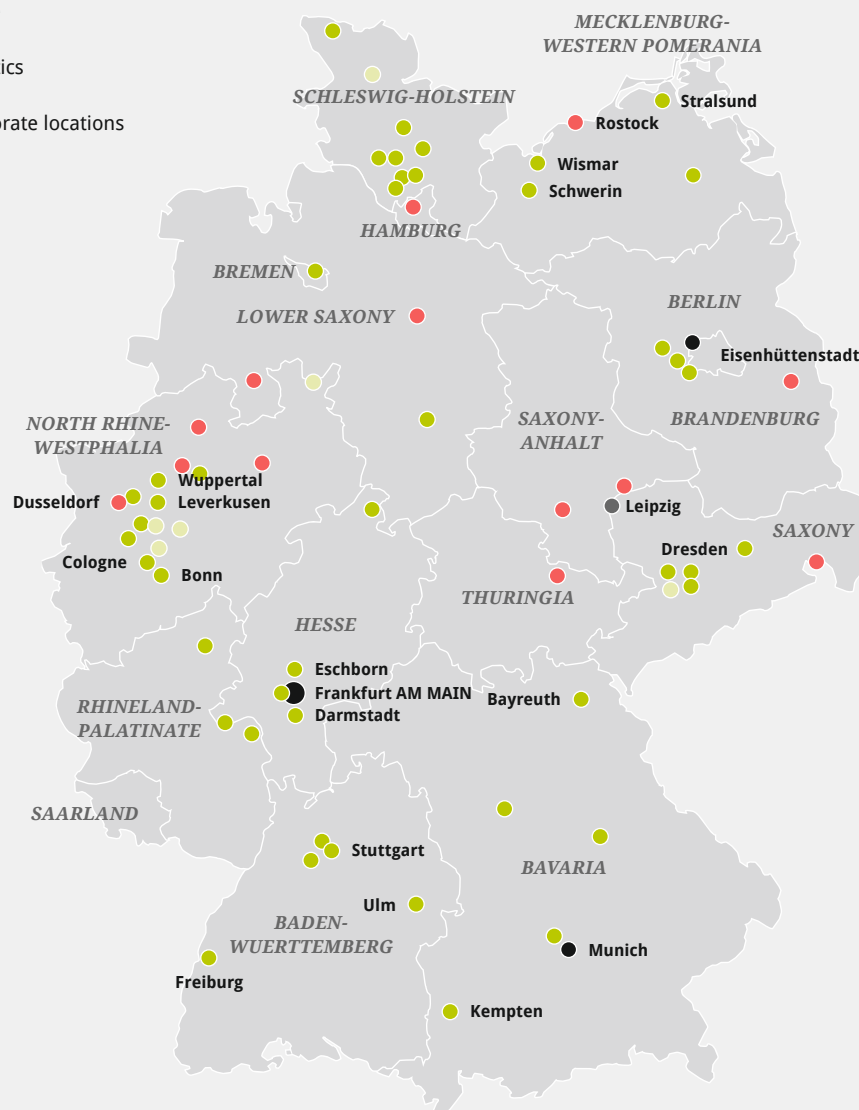 MECKLENBURG-
WESTERN POMERANIA
SCHLESWIG-HOLSTEIN
orate locations
Stralsund
Rostock
Wismar
Schwerin
HAMBURG
BREMEN
LOWER SAXONY
BERLIN
Eisenhüttenstadt
BRANDENBURG
SAXONY-
ANHALT
NORTH RHINE-
WESTPHALIA
Wuppertal
Dusseldorf
Leverkusen
Leipzig
SAXONY
Dresden
Cologne
Bonn
THURINGIA
HESSE
Eschborn
Frankfurt AM MAIN
Darmstadt
Bayreuth
RHINELAND-
PALATINATE
SAARLAND
Stuttgart
BAVARIA
Ulm
BADEN-
WUERTTEMBERG
Munich
Freiburg
Kempten